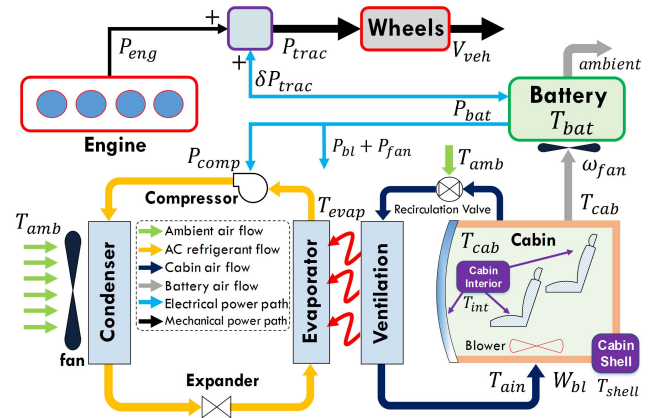 +
P_eng
P_trac
Wheels
V_veh
+
δP_trac
ambient
Engine
P_bat
Battery
T_bat
P_comp
P_bl + P_fan
T_amb
ω_fan
Compressor
T_evap
Recirculation Valve
T_cab
T_amb
Ambient air flow
AC refrigerant flow
Cabin air flow
Battery air flow
Electrical power path
Mechanical power path
Condenser
Evaporator
Ventilation
T_cab
Cabin
Cabin
Interior
T_int
Blower
Cabin
Shell
fan
Expander
T_ain
W_bl
T_shell